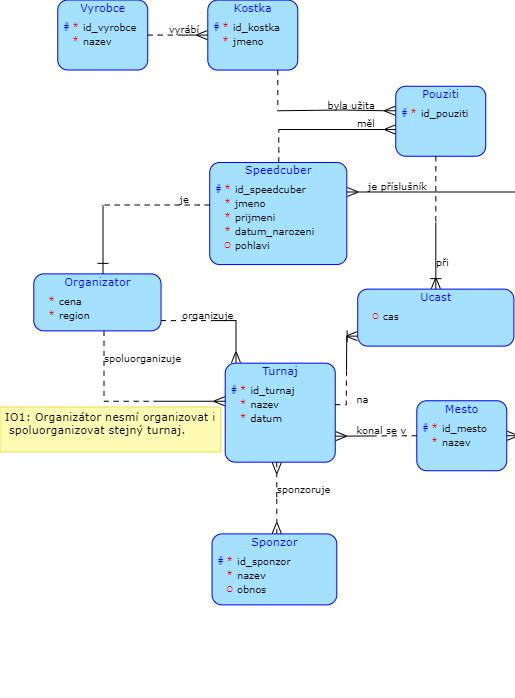 Vyrobce
# * id_vyrobce
* nazev
vyrábí
Kostka
# * id_kostka
* jmeno
byla užita
měl
Pouziti
# * id_pouziti
Speedcuber
# * id_speedcuber
* jmeno
* prijmeni
* datum_narozeni
○ pohlavi
je příslušník
je
při
Organizator
* cena
* region
organizuje
spoluorganizuje
Ucast
○ cas
na
Turnaj
# * id_turnaj
* nazev
* datum
IO1: Organizátor nesmí organizovat i
spoluorganizovat stejný turnaj.
konal se v
Mesto
# * id_mesto
* nazev
sponzoruje
Sponzor
# * id_sponzor
* nazev
○ obnos